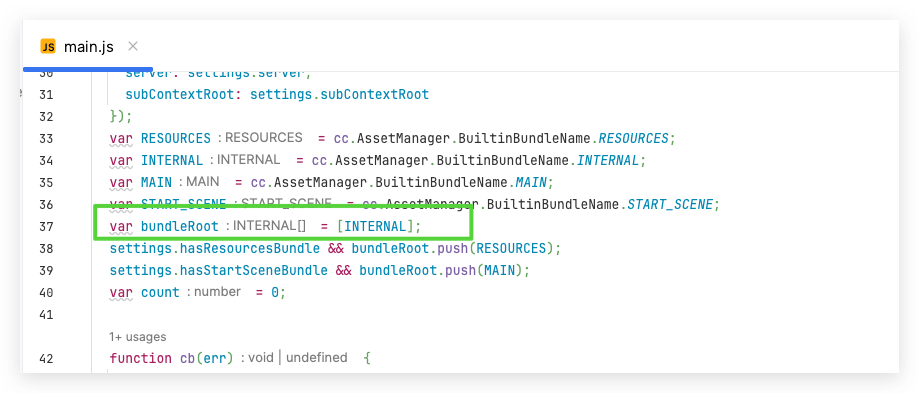 JS main.js ×
30 server: settings.server,
31 subContextRoot: settings.subContextRoot
32 });
33 var RESOURCES : RESOURCES = cc.AssetManager.BuiltinBundleName.RESOURCES;
34 var INTERNAL : INTERNAL = cc.AssetManager.BuiltinBundleName.INTERNAL;
35 var MAIN : MAIN = cc.AssetManager.BuiltinBundleName.MAIN;
36 var START_SCENE : START_SCENE = cc.AssetManager.BuiltinBundleName.START_SCENE;
37 var bundleRoot : INTERNAL[] = [INTERNAL];
38 settings.hasResourcesBundle && bundleRoot.push(RESOURCES);
39 settings.hasStartSceneBundle && bundleRoot.push(MAIN);
40 var count : number = 0;
41
1+ usages
42 function cb(err) : void | undefined {